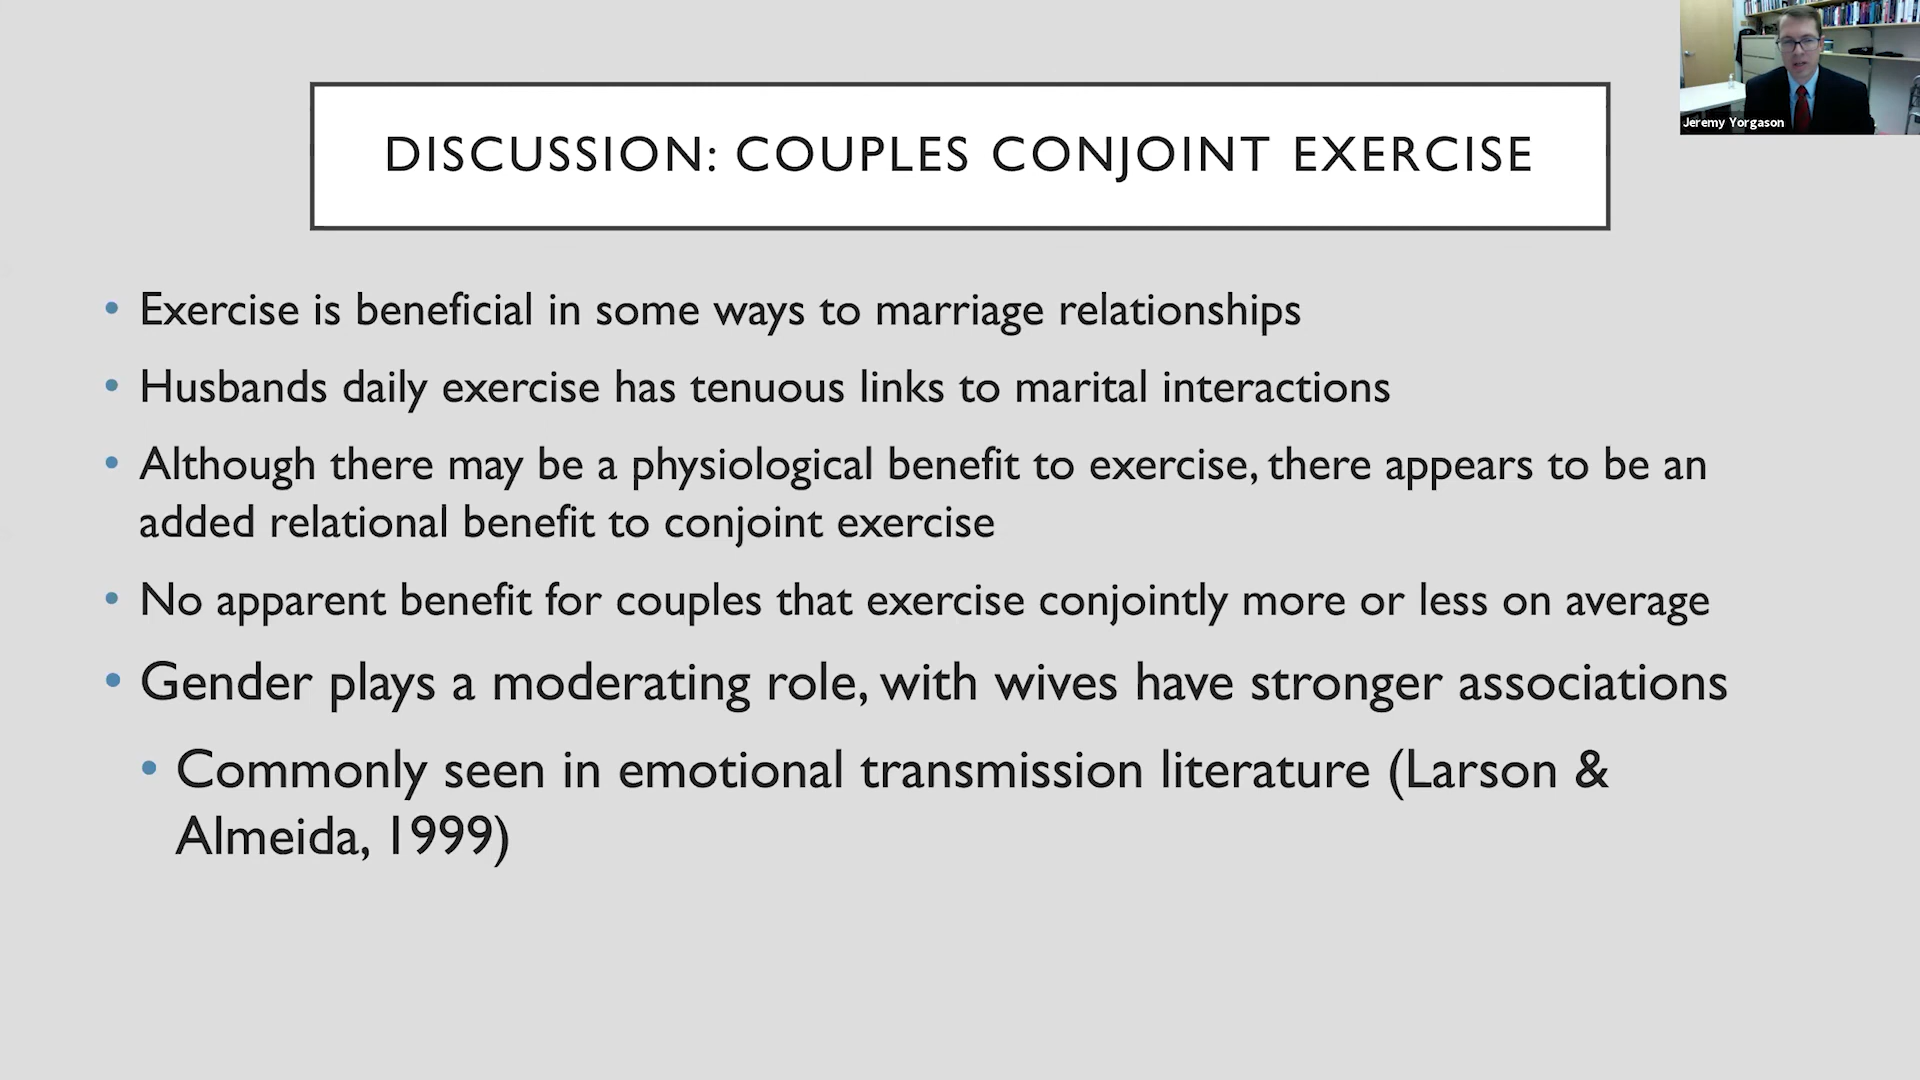 Jeremy Yorgason
DISCUSSION: COUPLES CONJOINT EXERCISE
• Exercise is beneficial in some ways to marriage relationships
• Husbands daily exercise has tenuous links to marital interactions
• Although there may be a physiological benefit to exercise, there appears to be an
added relational benefit to conjoint exercise
• No apparent benefit for couples that exercise conjointly more or less on average
• Gender plays a moderating role, with wives have stronger associations
• Commonly seen in emotional transmission literature (Larson &
Almeida, 1999)